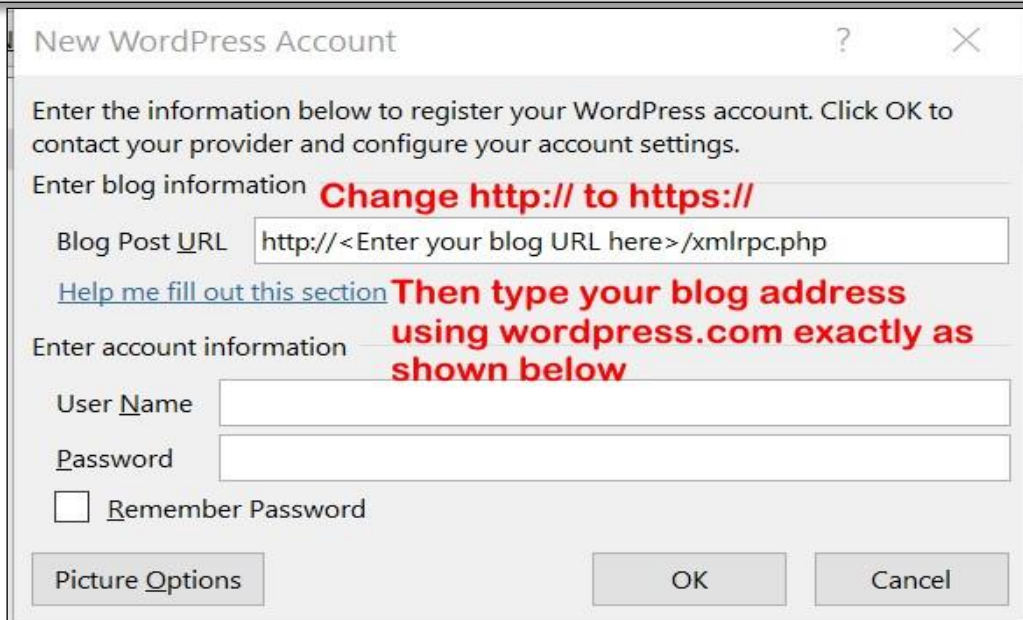 New WordPress Account ? ×
Enter the information below to register your WordPress account. Click OK to
contact your provider and configure your account settings.
Enter blog information
Change http:// to https://
Blog Post URL http://<Enter your blog URL here>/xmlrpc.php
Help me fill out this section
Then type your blog address
using wordpress.com exactly as
shown below
Enter account information
User Name
Password
Remember Password
Picture Options OK Cancel